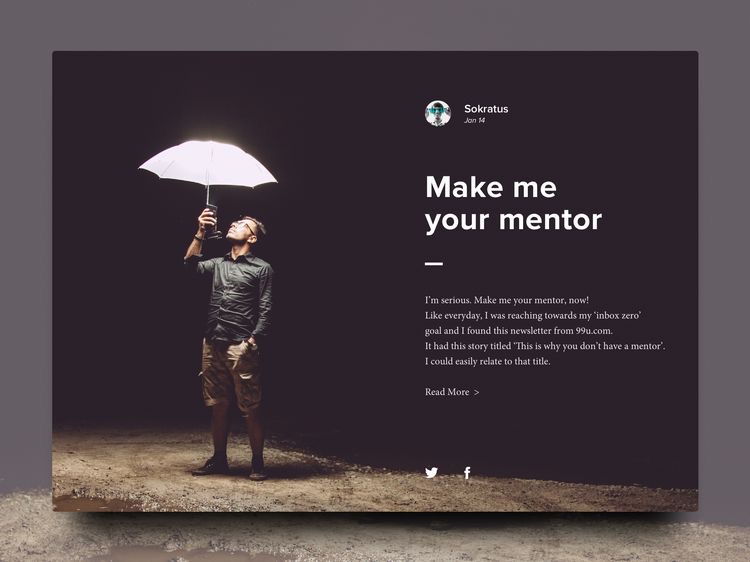 Sokratus
Jan 14
Make me
your mentor
I'm serious. Make me your mentor, now!
Like everyday, I was reaching towards my 'inbox zero'
goal and I found this newsletter from 99u.com.
It had this story titled 'This is why you don't have a mentor'.
I could easily relate to that title.
Read More >